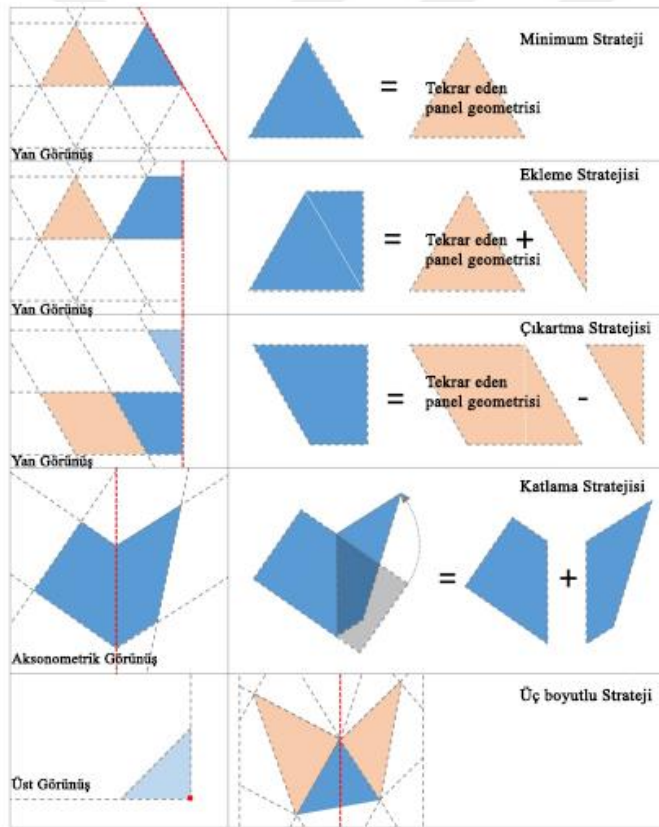 Minimum Strateji
=
Tekrar eden
panel geometrisi
Yan Görünüş
Ekleme Stratejisi
=
Tekrar eden
panel geometrisi
+
Yan Görünüş
Çıkartma Stratejisi
=
Tekrar eden
panel geometrisi
-
Yan Görünüş
Katlama Stratejisi
=
+
Aksonometrik Görünüş
Üç boyutlu Strateji
Üst Görünüş